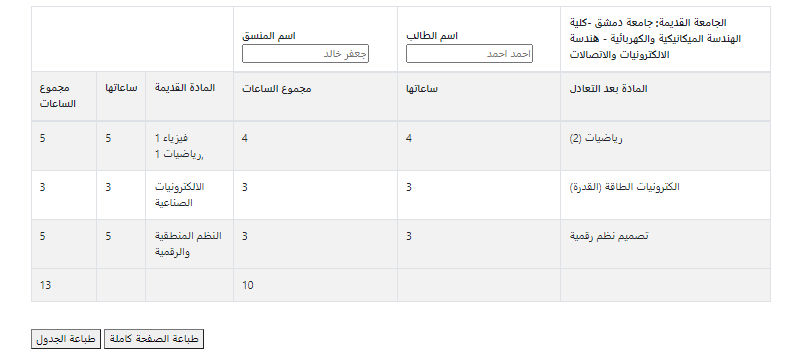 الجامعة القديمة: جامعة دمشق -كلية
الهندسة الميكانيكية والكهربائية - هندسة
الالكترونيات والاتصالات
اسم الطالب
احمد احمد
اسم المنسق
جعفر خالد
المادة بعد التعادل
ساعاتها
مجموع الساعات
المادة القديمة
ساعاتها
مجموع
الساعات
رياضيات (2)
4
4
فيزياء 1
,رياضيات 1
5
5
الكترونيات الطاقة (القدرة)
3
3
الالكترونيات
الصناعية
3
3
تصميم نظم رقمية
3
3
النظم المنطقية
والرقمية
5
5
10
13
طباعة الصفحة كاملة
طباعة الجدول